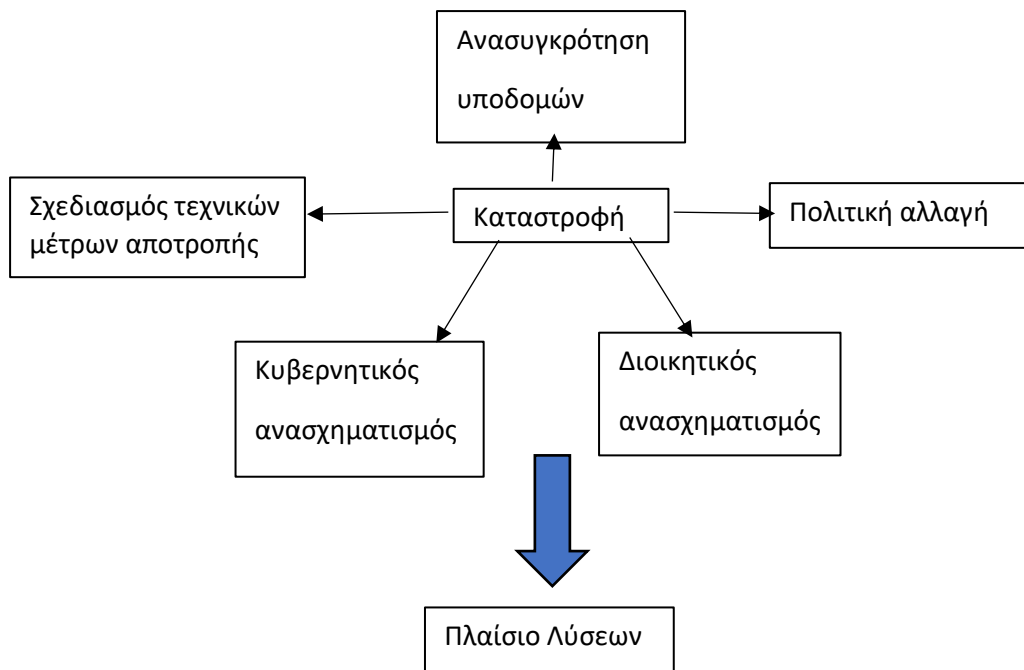 Ανασυγκρότηση
υποδομών
Σχεδιασμός τεχνικών
μέτρων αποτροπής
Καταστροφή
Πολιτική αλλαγή
Κυβερνητικός
ανασχηματισμός
Διοικητικός
ανασχηματισμός
Πλαίσιο Λύσεων